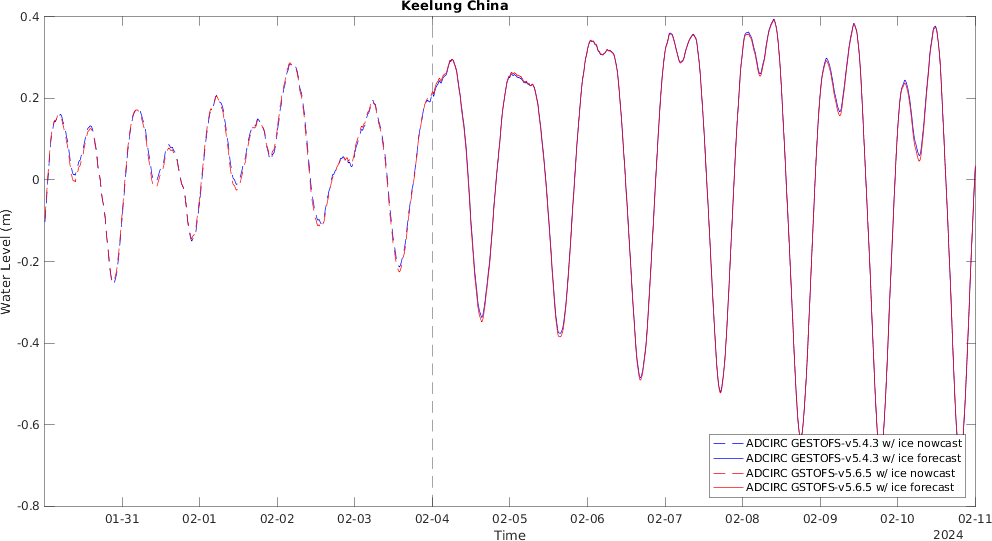 Keelung China
0.4
0.2
0
-0.2
-0.4
-0.6
-0.8
Water Level (m)
ADCIRC GESTOFS-v5.4.3 w/ ice nowcast
ADCIRC GESTOFS-v5.4.3 w/ ice forecast
ADCIRC GSTOFS-v5.6.5 w/ ice nowcast
ADCIRC GSTOFS-v5.6.5 w/ ice forecast
01-31 02-01 02-02 02-03 02-04 02-05 02-06 02-07 02-08 02-09 02-10 02-11
Time
2024